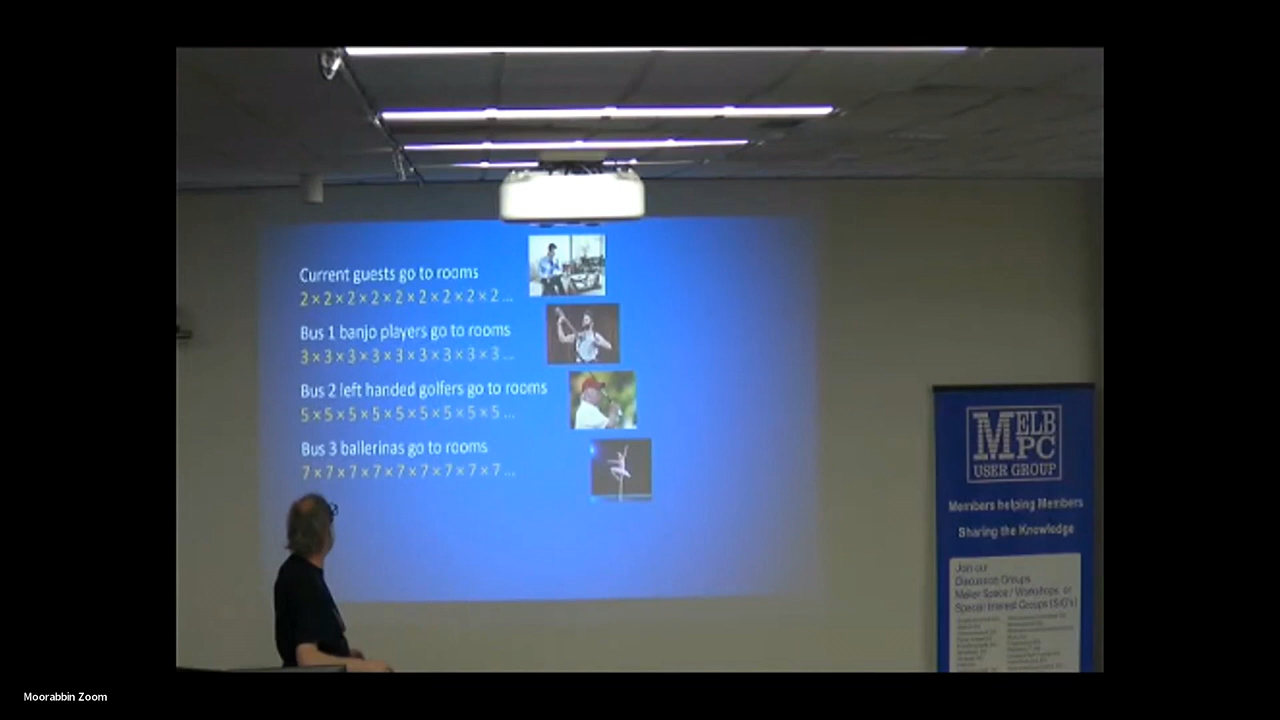 Current guests go to rooms
2 × 2 × 2 × 2 × 2 × 2 × 2 × 2 × 2 ...
Bus 1 banjo players go to rooms
3 × 3 × 3 × 3 × 3 × 3 × 3 × 3 × 3 ...
Bus 2 left handed golfers go to rooms
5 × 5 × 5 × 5 × 5 × 5 × 5 × 5 × 5 ...
Bus 3 ballerinas go to rooms
7 × 7 × 7 × 7 × 7 × 7 × 7 × 7 × 7 ...
MELB
PC
USER GROUP
Members helping Members
Sharing the Knowledge
Join our
Discussion Groups
Maker Space / Workshops, or
Special Interest Groups (SIG's)
Moorabbin Zoom